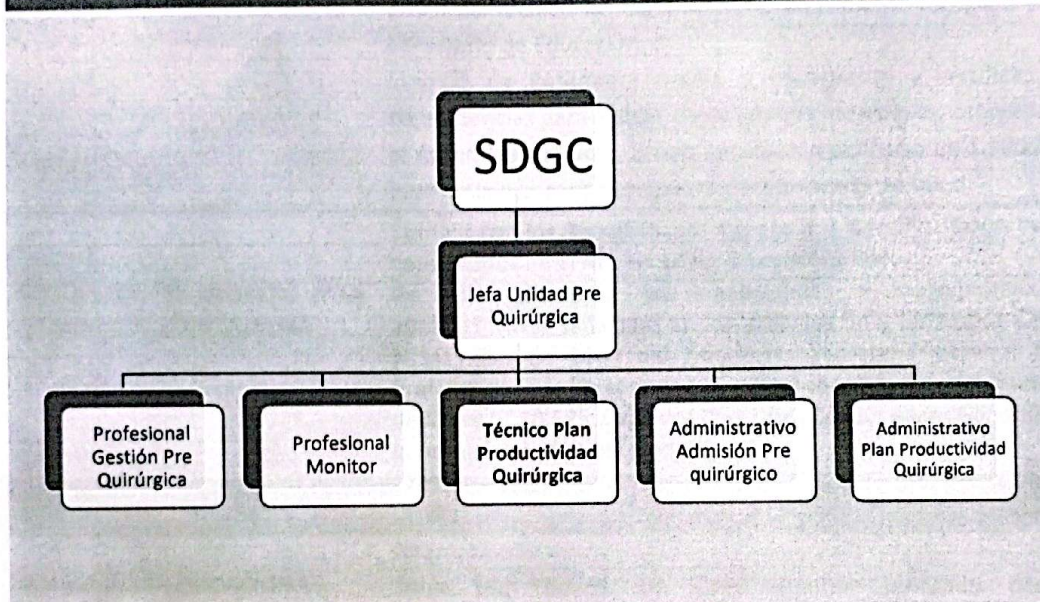 SDGC
Jefa Unidad Pre
Quirúrgica
Profesional
Gestión Pre
Quirúrgica
Profesional
Monitor
Técnico Plan
Productividad
Quirúrgica
Administrativo
Admisión Pre
quirúrgico
Administrativo
Plan Productividad
Quirúrgica